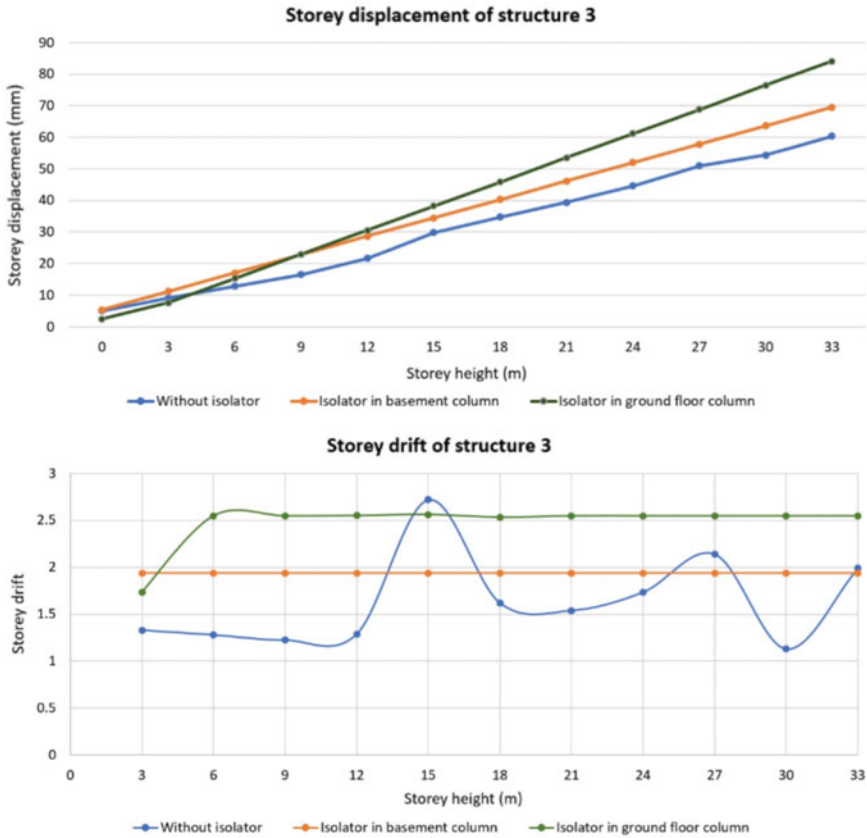 Storey displacement of structure 3
90
80
70
60
50
40
30
20
10
0
Storey displacement (mm)
0 3 6 9 12 15 18 21 24 27 30 33
Storey height (m)
Without isolator Isolator in basement column Isolator in ground floor column
Storey drift of structure 3
3
2.5
2
1.5
1
0.5
0
Storey drift
0 3 6 9 12 15 18 21 24 27 30 33
Storey height (m)
Without isolator Isolator in basement column Isolator in ground floor column